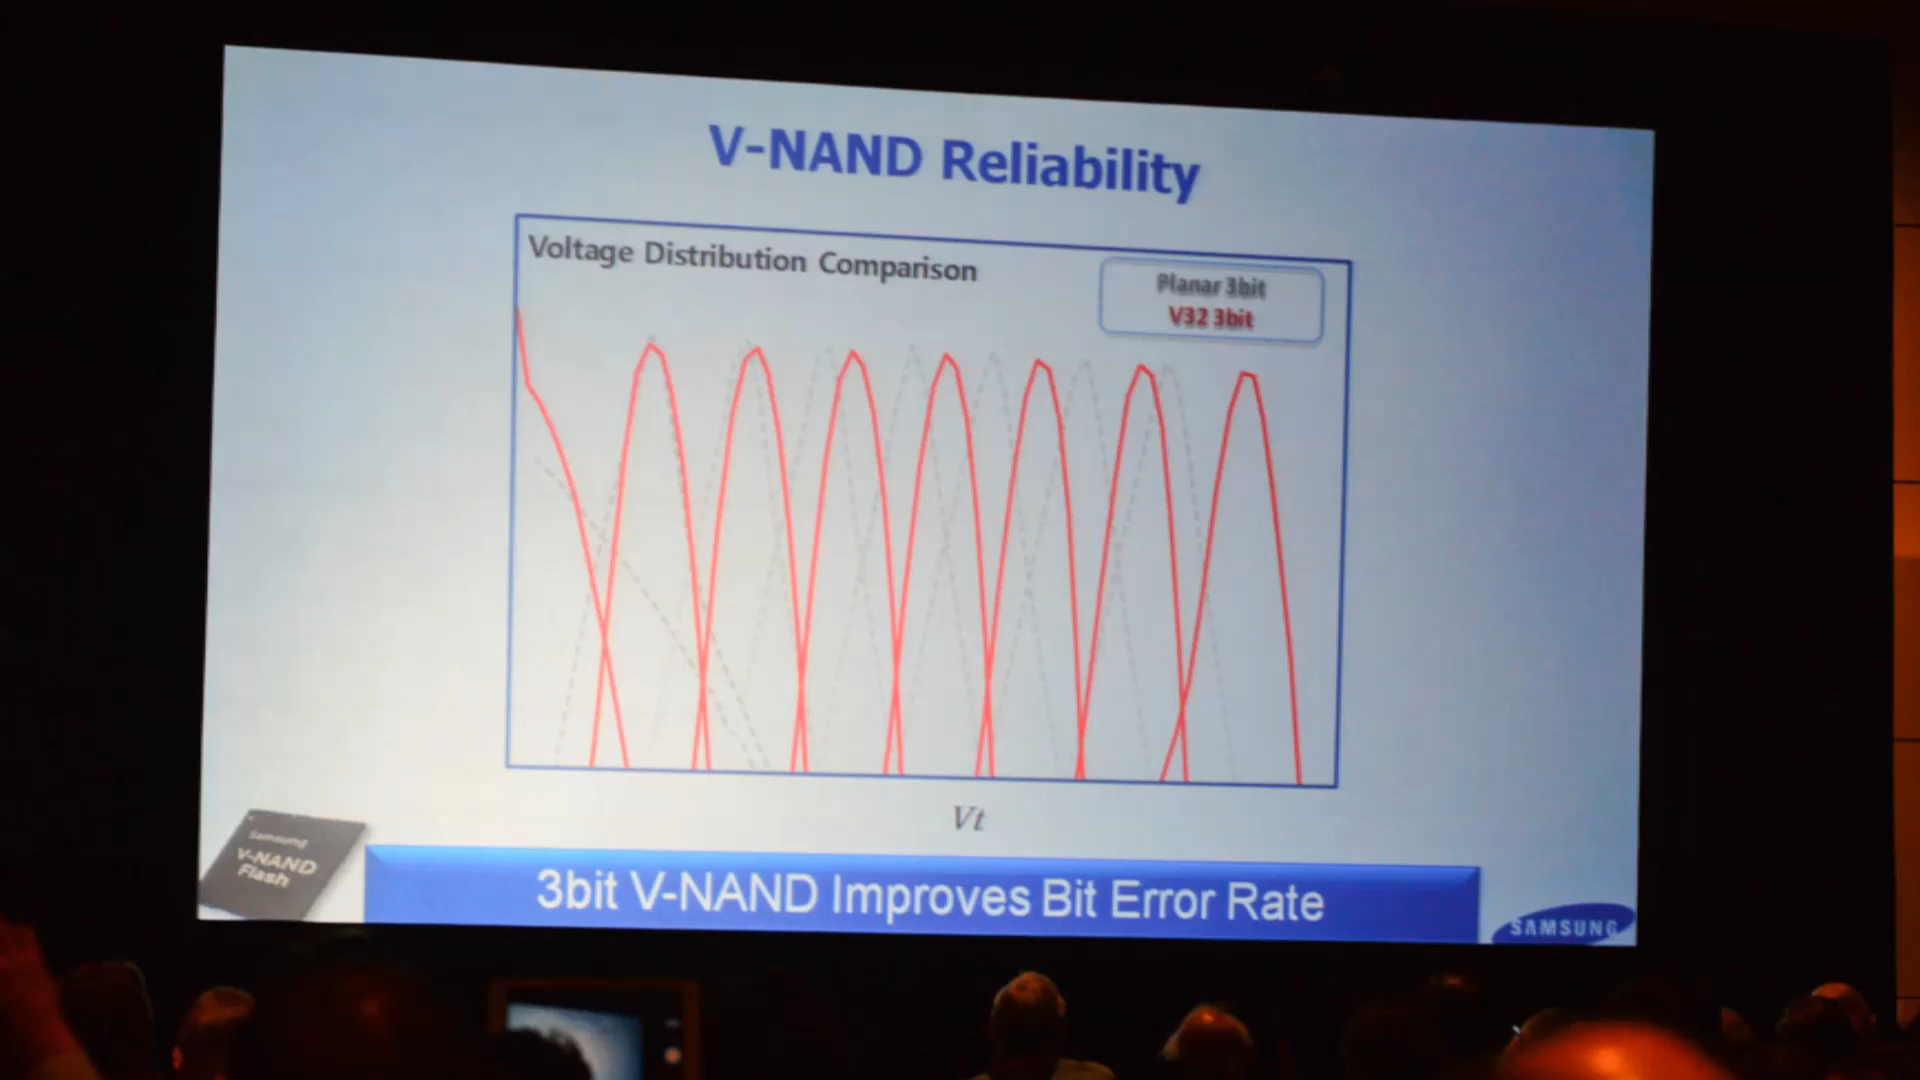 V-NAND Reliability
Voltage Distribution Comparison
Planar 3bit
V32 3bit
Vt
Samsung
V-NAND
Flash
3bit V-NAND Improves Bit Error Rate
SAMSUNG